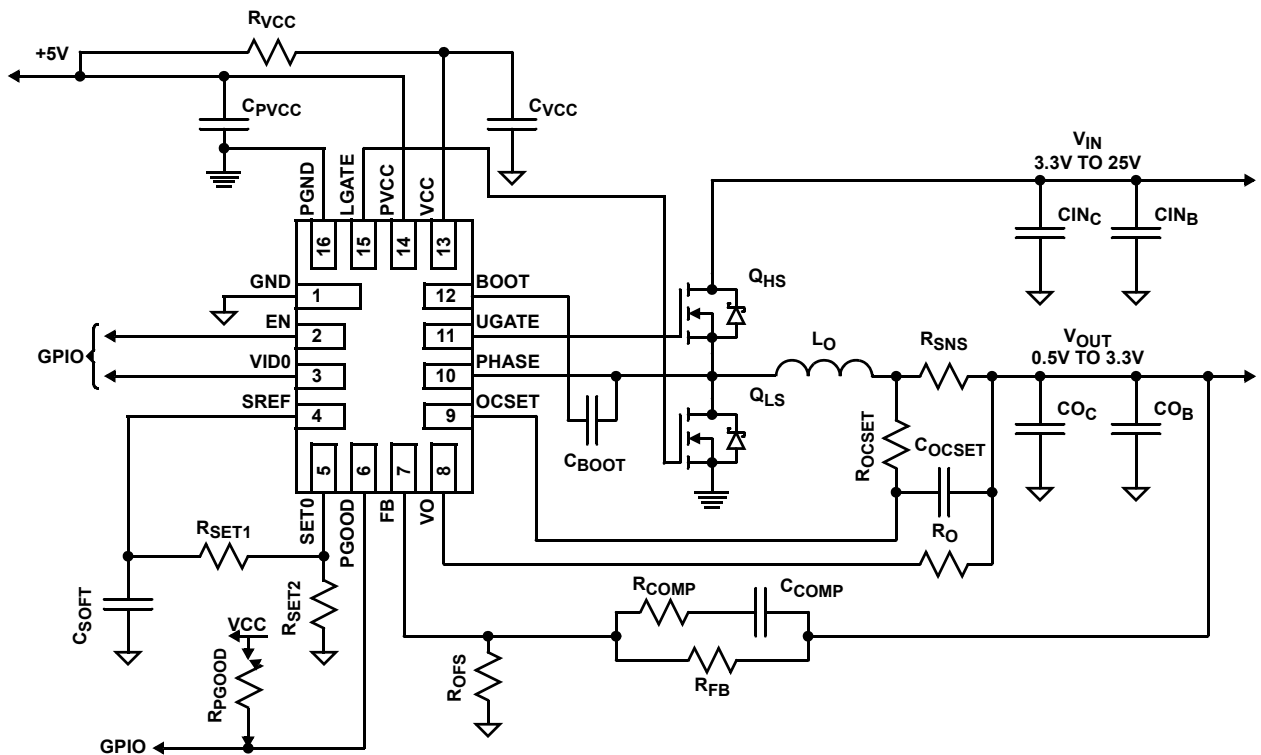 RVCC
+5V
CPVCC
CVCC
VIN
3.3V TO 25V
PGND
LGATE
PVCC
VCC
16
15
14
13
CINC
CINB
GND
1
BOOT
12
QHS
EN
2
UGATE
11
GPIO
VID0
3
PHASE
10
LO
RSNS
VOUT
0.5V TO 3.3V
SREF
4
OCSET
9
QLS
CBOOT
ROCSET
COCSET
COC
COB
5
6
7
8
SET0
PGOOD
FB
VO
RSET1
RO
CSOFT
RSET2
RCOMP
CCOMP
VCC
RPGOOD
ROFS
RFB
GPIO